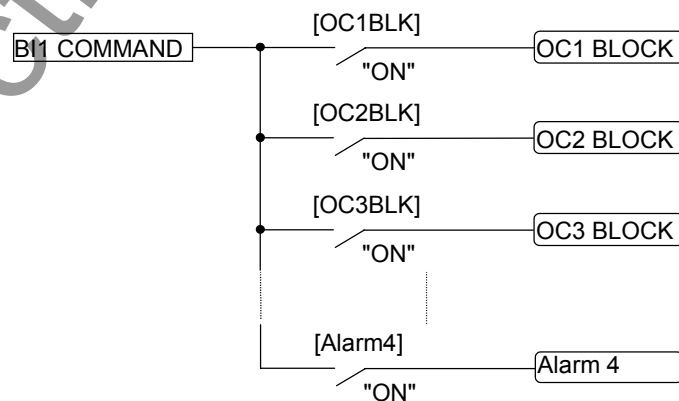 [OC1BLK]
BI1 COMMAND
OC1 BLOCK
"ON"
[OC2BLK]
OC2 BLOCK
"ON"
[OC3BLK]
OC3 BLOCK
"ON"
[Alarm4]
Alarm 4
"ON"